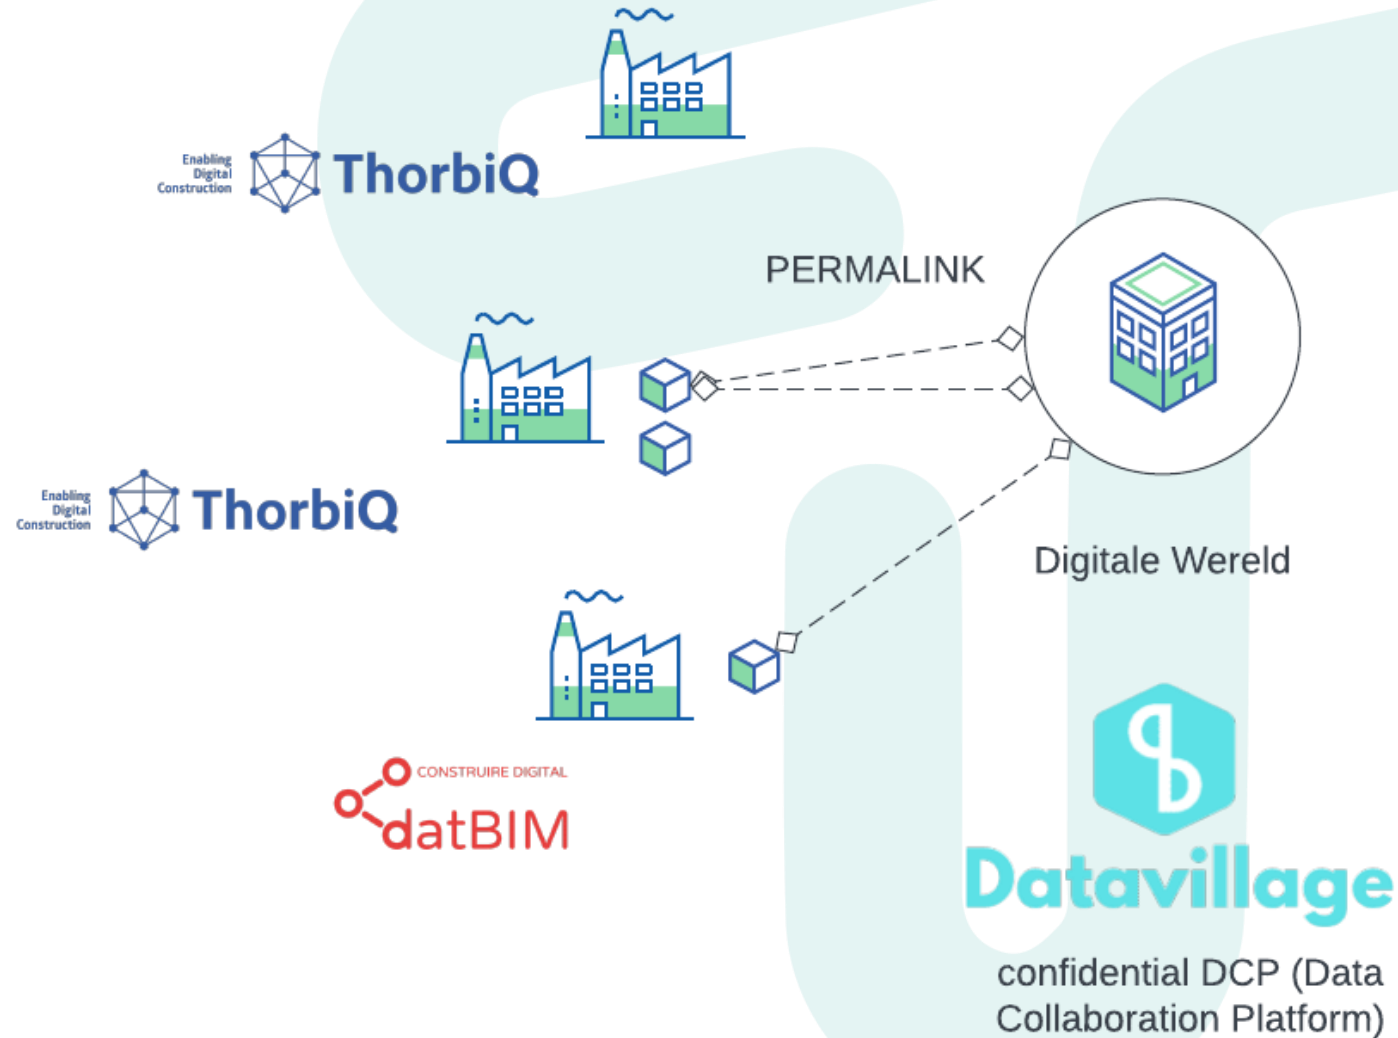 Enabling
Digital
Construction
ThorbiQ
PERMALINK
Enabling
Digital
Construction
ThorbiQ
Digitale Wereld
CONSTRUIRE DIGITAL
datBIM
Datavillage
confidential DCP (Data
Collaboration Platform)